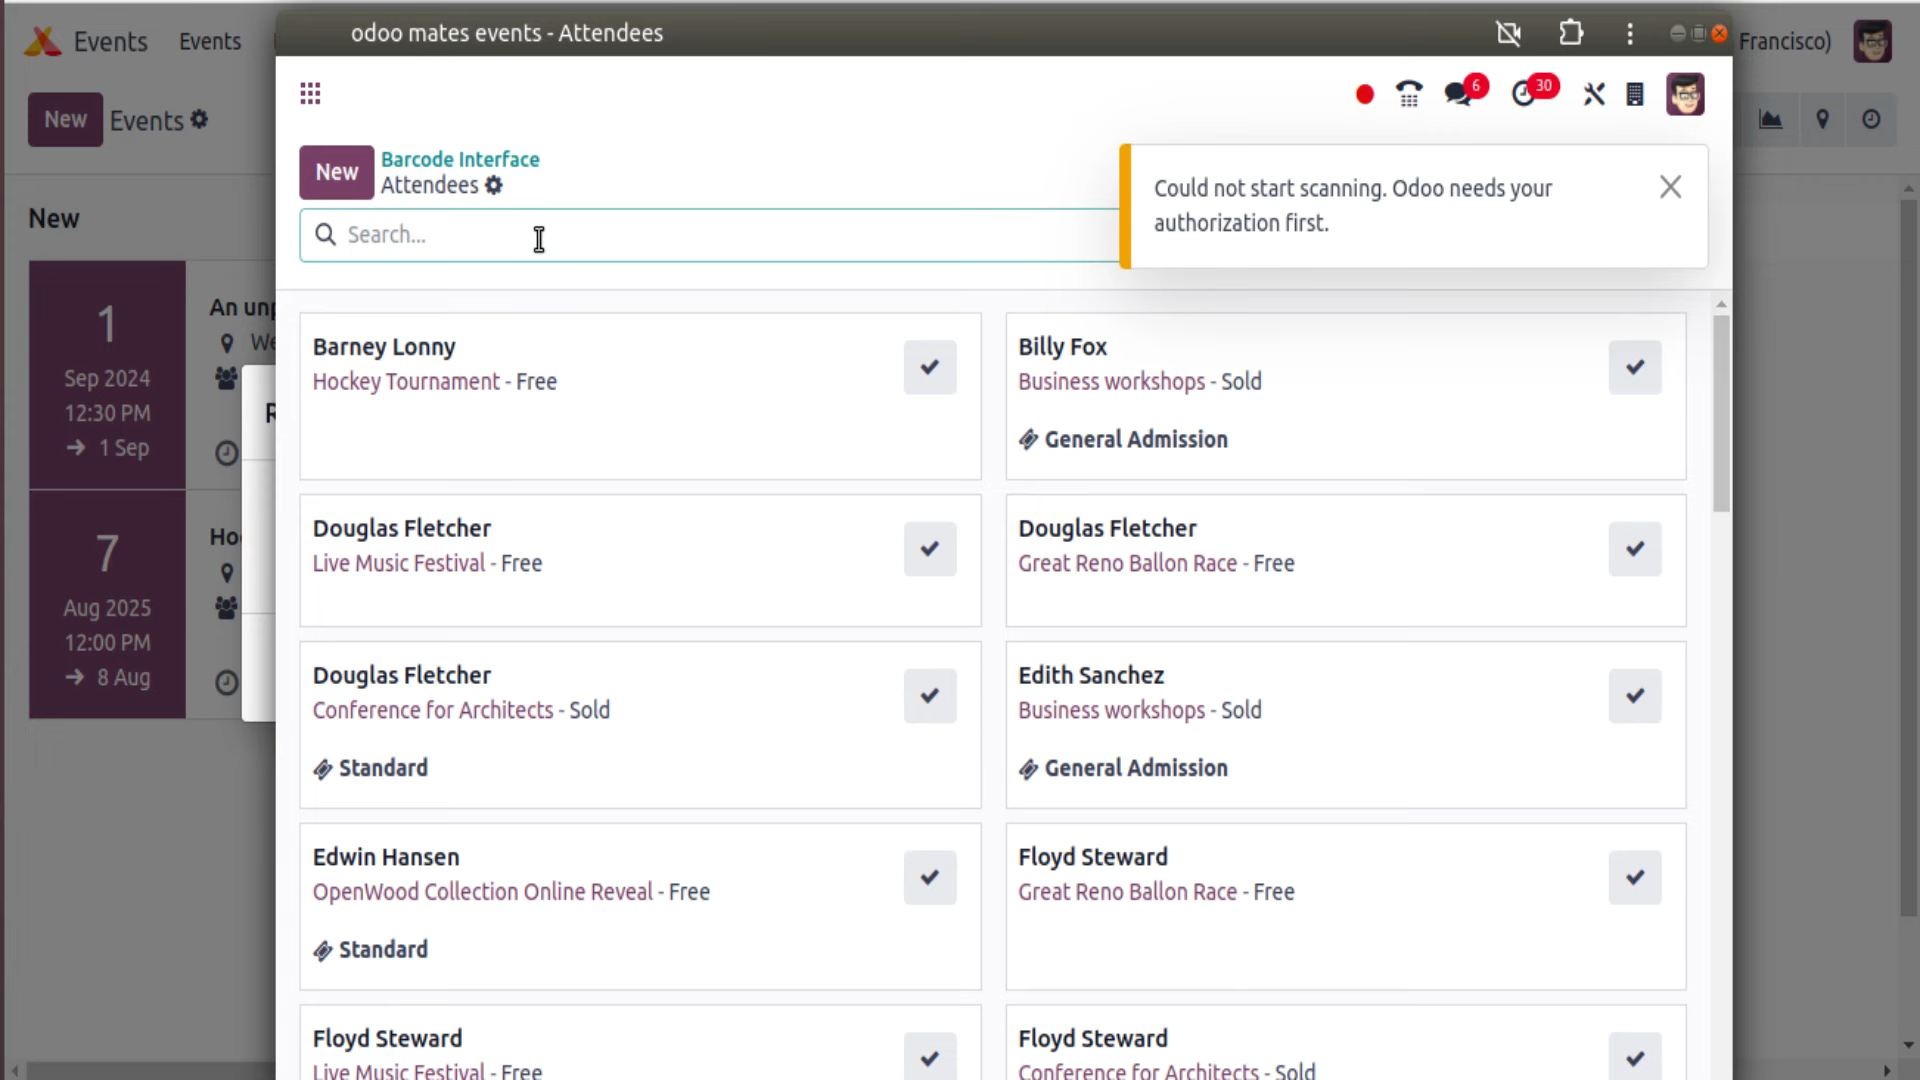 Events
Events
odoo mates events - Attendees
Francisco)
6
30
New
Events
New
Barcode Interface
Attendees
Could not start scanning. Odoo needs your
authorization first.
Search...
New
1
Sep 2024
12:30 PM
→ 1 Sep
An unp
We
7
Aug 2025
12:00 PM
→ 8 Aug
Ho
Barney Lonny
Hockey Tournament - Free
Billy Fox
Business workshops - Sold
General Admission
Douglas Fletcher
Live Music Festival - Free
Douglas Fletcher
Great Reno Ballon Race - Free
Douglas Fletcher
Conference for Architects - Sold
Standard
Edith Sanchez
Business workshops - Sold
General Admission
Edwin Hansen
OpenWood Collection Online Reveal - Free
Standard
Floyd Steward
Great Reno Ballon Race - Free
Floyd Steward
Live Music Festival - Free
Floyd Steward
Conference for Architects - Sold